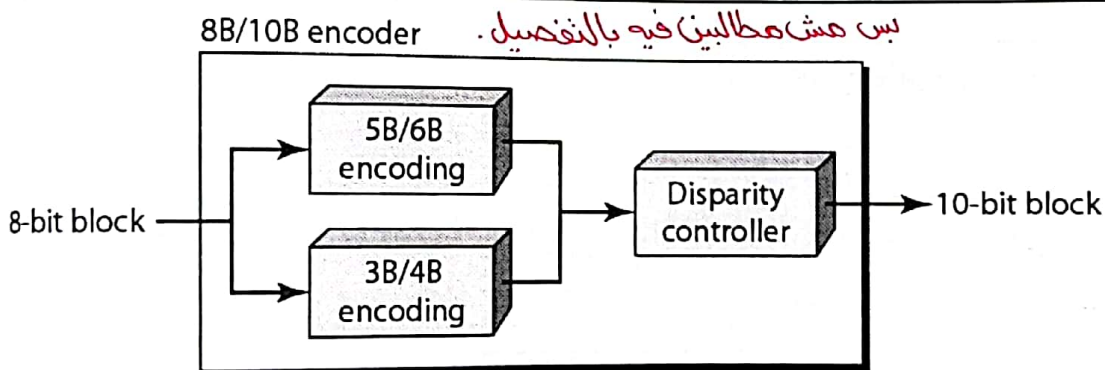 8B/10B encoder
بس مش مطالبين فيه بالتفصيل.
5B/6B
encoding
8-bit block
3B/4B
encoding
Disparity
controller
10-bit block